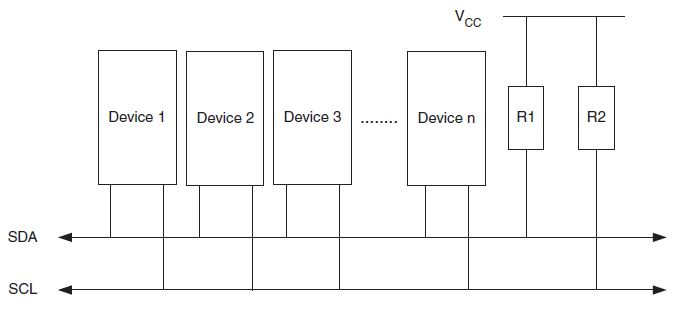 VCC
Device 1
Device 2
Device 3
........
Device n
R1
R2
SDA
SCL